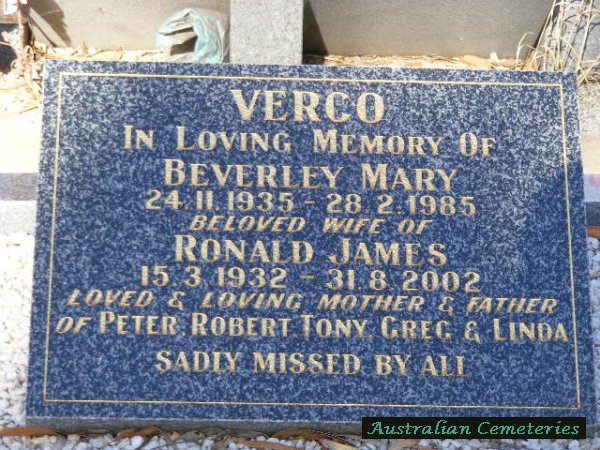 VERCO
IN LOVING MEMORY OF
BEVERLEY MARY
24.11.1935 - 28.2.1985
BELOVED WIFE OF
RONALD JAMES
15.3.1932 - 31.8.2002
LOVED & LOVING MOTHER & FATHER
OF PETER, ROBERT, TONY, GREG & LINDA
SADLY MISSED BY ALL
Australian Cemeteries